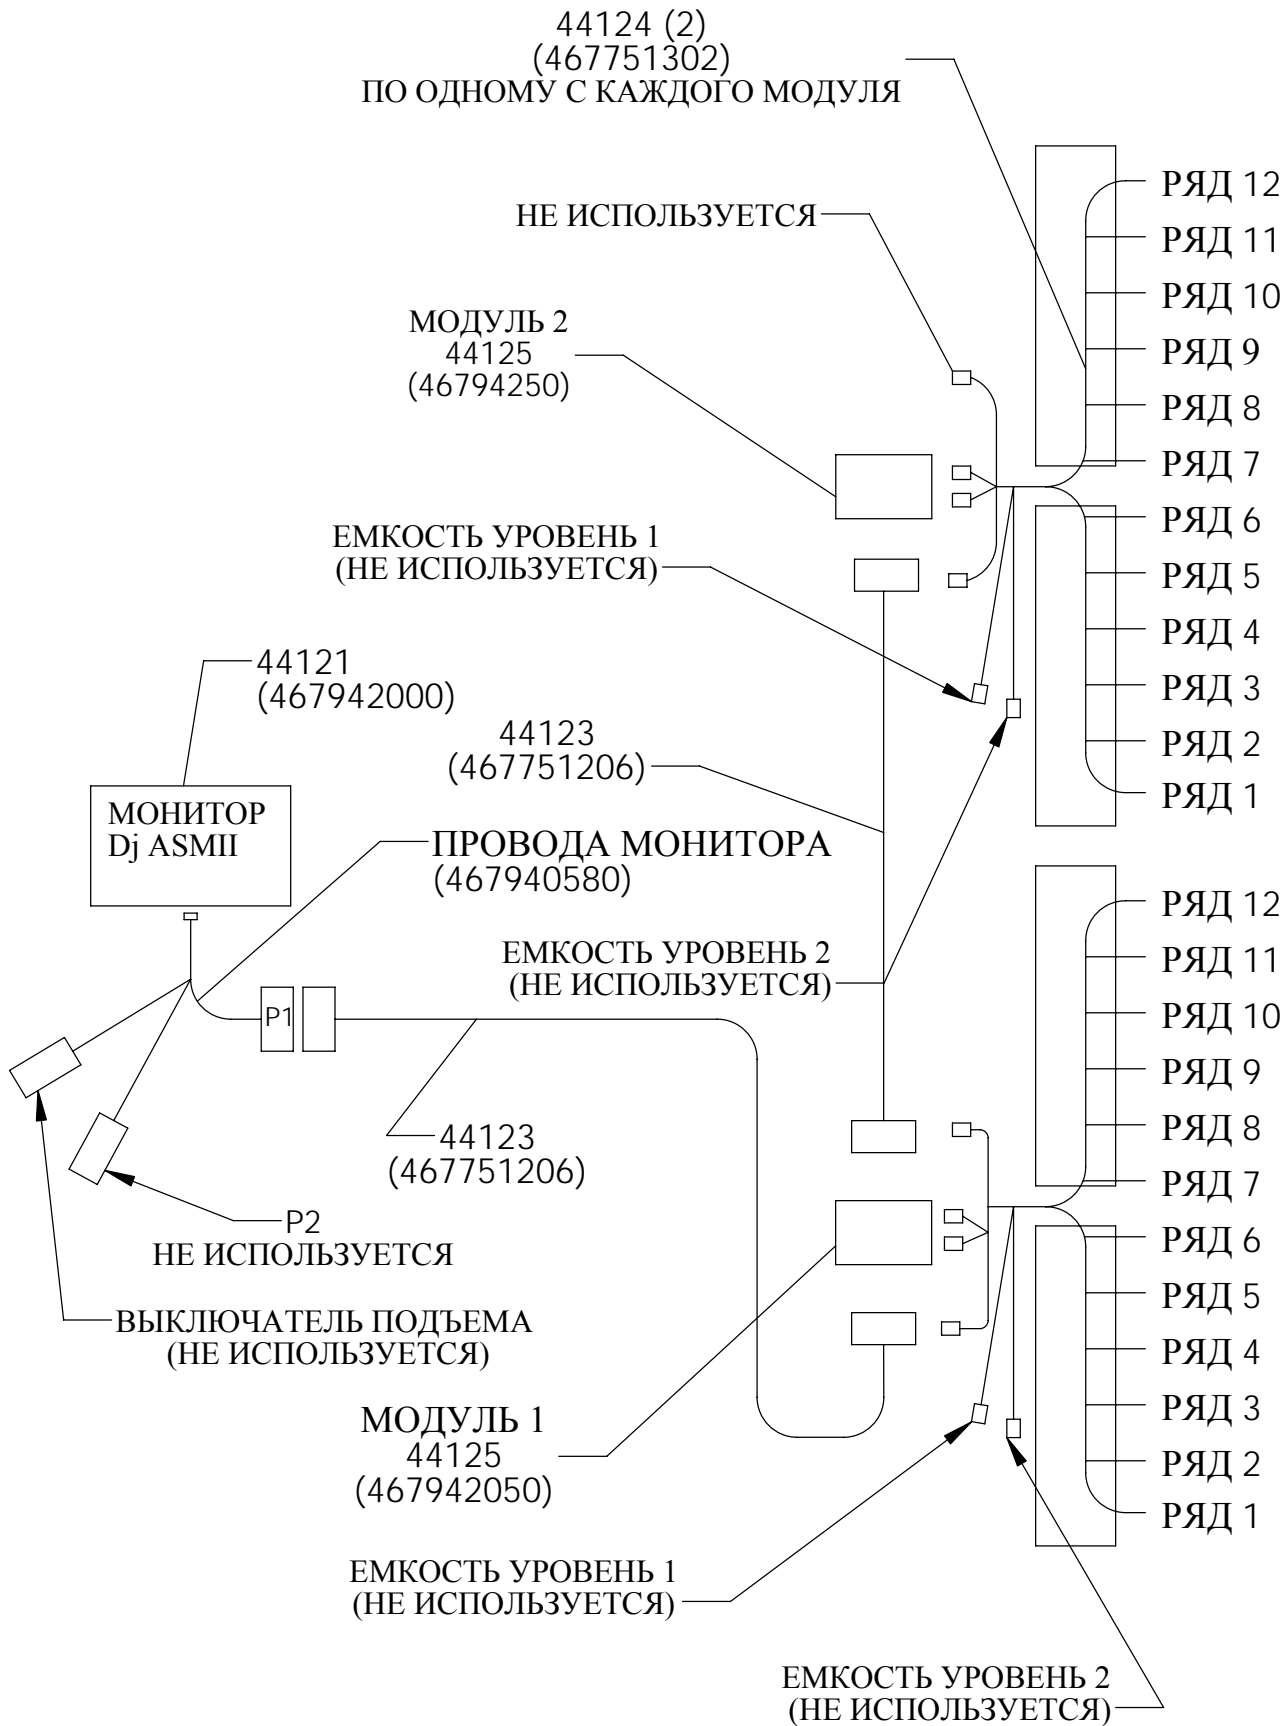 44124 (2)
(467751302)
ПО ОДНОМУ С КАЖДОГО МОДУЛЯ
РЯД 12
НЕ ИСПОЛЬЗУЕТСЯ
РЯД 11
РЯД 10
МОДУЛЬ 2
44125
(46794250)
РЯД 9
РЯД 8
РЯД 7
РЯД 6
ЕМКОСТЬ УРОВЕНЬ 1
(НЕ ИСПОЛЬЗУЕТСЯ)
РЯД 5
РЯД 4
44121
(467942000)
РЯД 3
44123
(467751206)
РЯД 2
РЯД 1
МОНИТОР
Dj ASMII
ПРОВОДА МОНИТОРА
(467940580)
РЯД 12
ЕМКОСТЬ УРОВЕНЬ 2
(НЕ ИСПОЛЬЗУЕТСЯ)
РЯД 11
P1
РЯД 10
РЯД 9
44123
(467751206)
РЯД 8
РЯД 7
P2
НЕ ИСПОЛЬЗУЕТСЯ
РЯД 6
РЯД 5
ВЫКЛЮЧАТЕЛЬ ПОДЪЕМА
(НЕ ИСПОЛЬЗУЕТСЯ)
РЯД 4
РЯД 3
МОДУЛЬ 1
44125
(467942050)
РЯД 2
РЯД 1
ЕМКОСТЬ УРОВЕНЬ 1
(НЕ ИСПОЛЬЗУЕТСЯ)
ЕМКОСТЬ УРОВЕНЬ 2
(НЕ ИСПОЛЬЗУЕТСЯ)